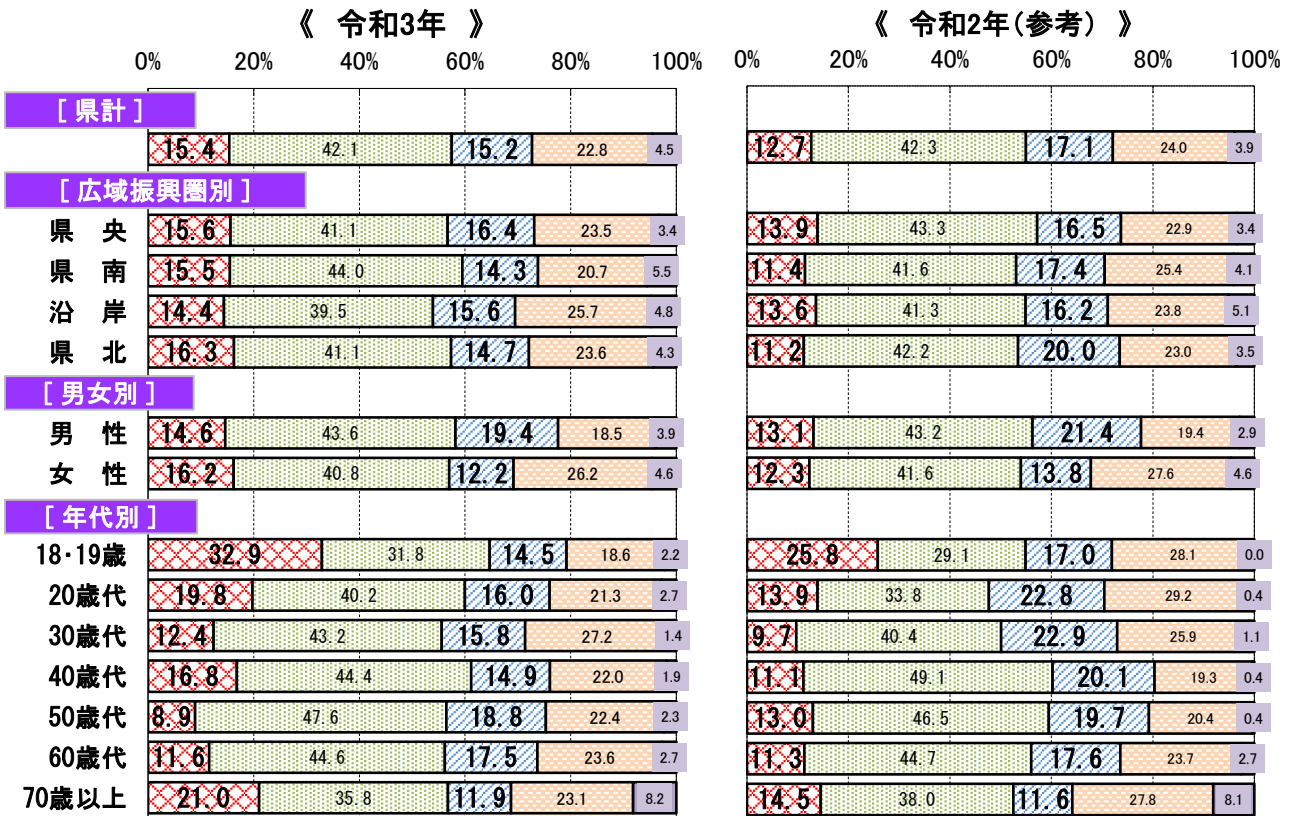 《 令和3年 》 《 令和2年(参考) 》
0% 20% 40% 60% 80% 100% 0% 20% 40% 60% 80% 100%
[ 県計 ]
15.4 42.1 15.2 22.8 4.5 12.7 42.3 17.1 24.0 3.9
[ 広域振興圏別 ]
県 央 15.6 41.1 16.4 23.5 3.4 13.9 43.3 16.5 22.9 3.4
県 南 15.5 44.0 14.3 20.7 5.5 11.4 41.6 17.4 25.4 4.1
沿 岸 14.4 39.5 15.6 25.7 4.8 13.6 41.3 16.2 23.8 5.1
県 北 16.3 41.1 14.7 23.6 4.3 11.2 42.2 20.0 23.0 3.5
[ 男女別 ]
男 性 14.6 43.6 19.4 18.5 3.9 13.1 43.2 21.4 19.4 2.9
女 性 16.2 40.8 12.2 26.2 4.6 12.3 41.6 13.8 27.6 4.6
[ 年代別 ]
18・19歳 32.9 31.8 14.5 18.6 2.2 25.8 29.1 17.0 28.1 0.0
20歳代 19.8 40.2 16.0 21.3 2.7 13.9 33.8 22.8 29.2 0.4
30歳代 12.4 43.2 15.8 27.2 1.4 9.7 40.4 22.9 25.9 1.1
40歳代 16.8 44.4 14.9 22.0 1.9 11.1 49.1 20.1 19.3 0.4
50歳代 8.9 47.6 18.8 22.4 2.3 13.0 46.5 19.7 20.4 0.4
60歳代 11.6 44.6 17.5 23.6 2.7 11.3 44.7 17.6 23.7 2.7
70歳以上 21.0 35.8 11.9 23.1 8.2 14.5 38.0 11.6 27.8 8.1